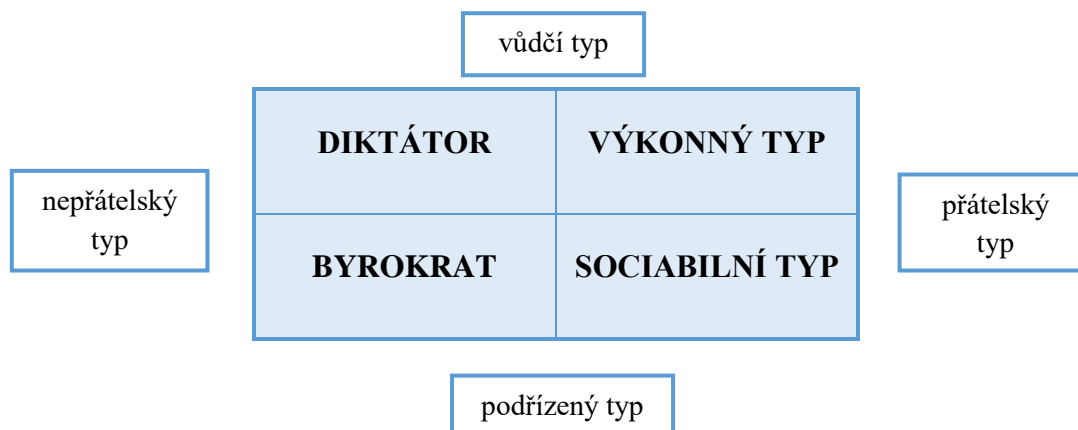 vůdčí typ
DIKTÁTOR
VÝKONNÝ TYP
nepřátelský
typ
přátelský
typ
BYROKRAT
SOCIABILNÍ TYP
podřízený typ